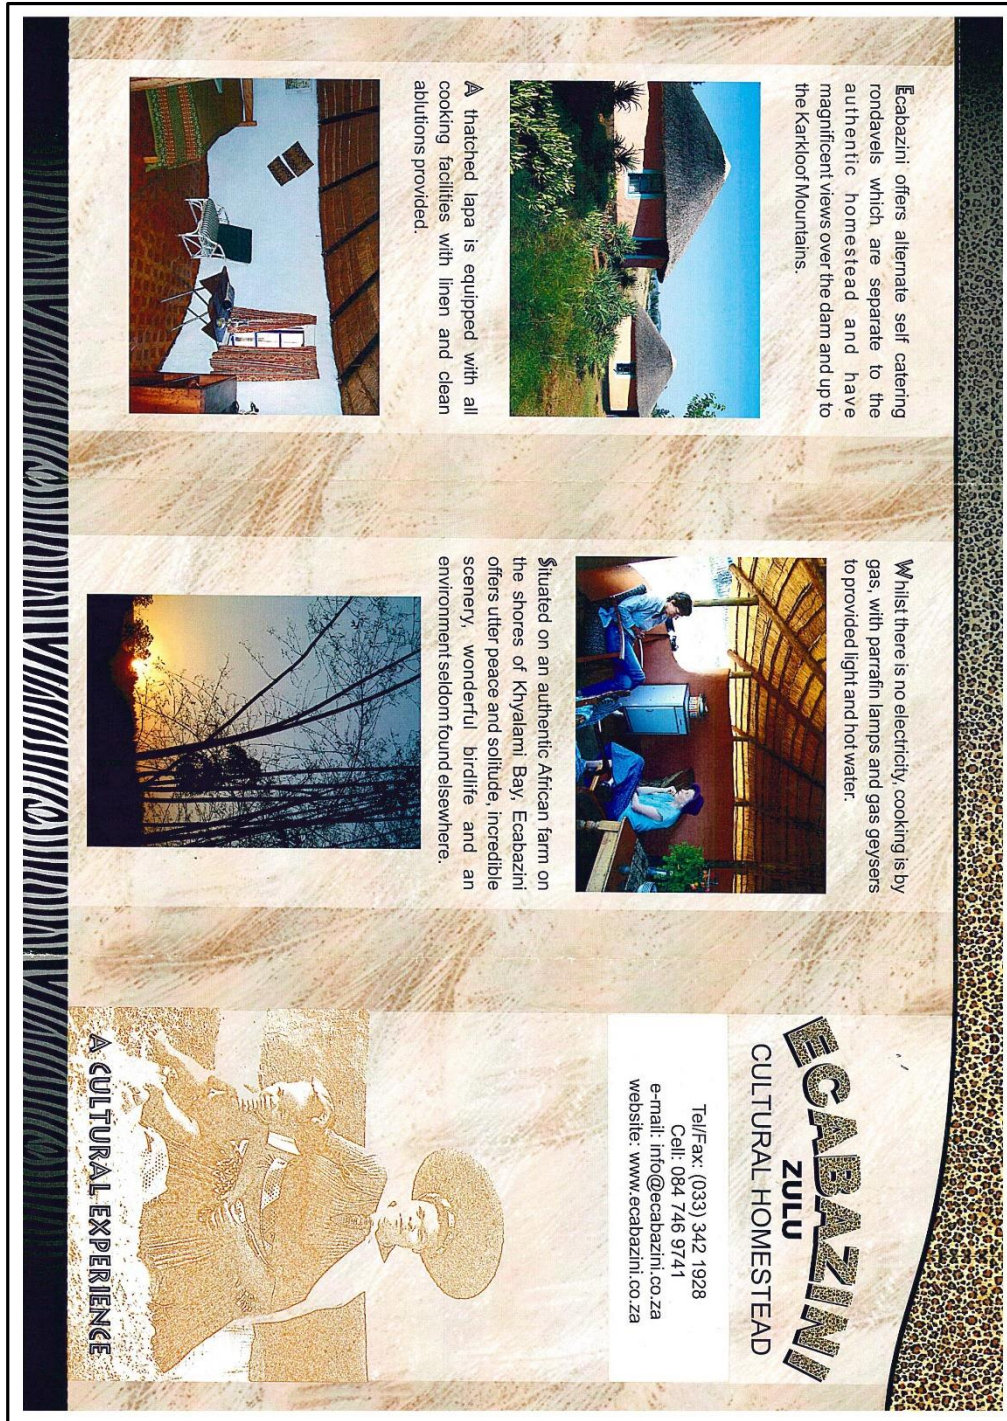 Ecabazini offers alternate self catering
rondavels which are separate to the
authentic homestead and have
magnificent views over the dam and up to
the Karkloof Mountains.
A thatched lapa is equipped with all
cooking facilities with linen and clean
ablutions provided.
Whilst there is no electricity, cooking is by
gas, with parrafin lamps and gas geysers
to provided light and hot water.
Situated on an authentic African farm on
the shores of Khyalami Bay, Ecabazini
offers utter peace and solitude, incredible
scenery, wonderful birdlife and an
environment seldom found elsewhere.
ECABAZINI
ZULU
CULTURAL HOMESTEAD
Tel/Fax: (033) 342 1928
Cell: 084 746 9741
e-mail: info@ecabazini.co.za
website: www.ecabazini.co.za
A CULTURAL EXPERIENCE